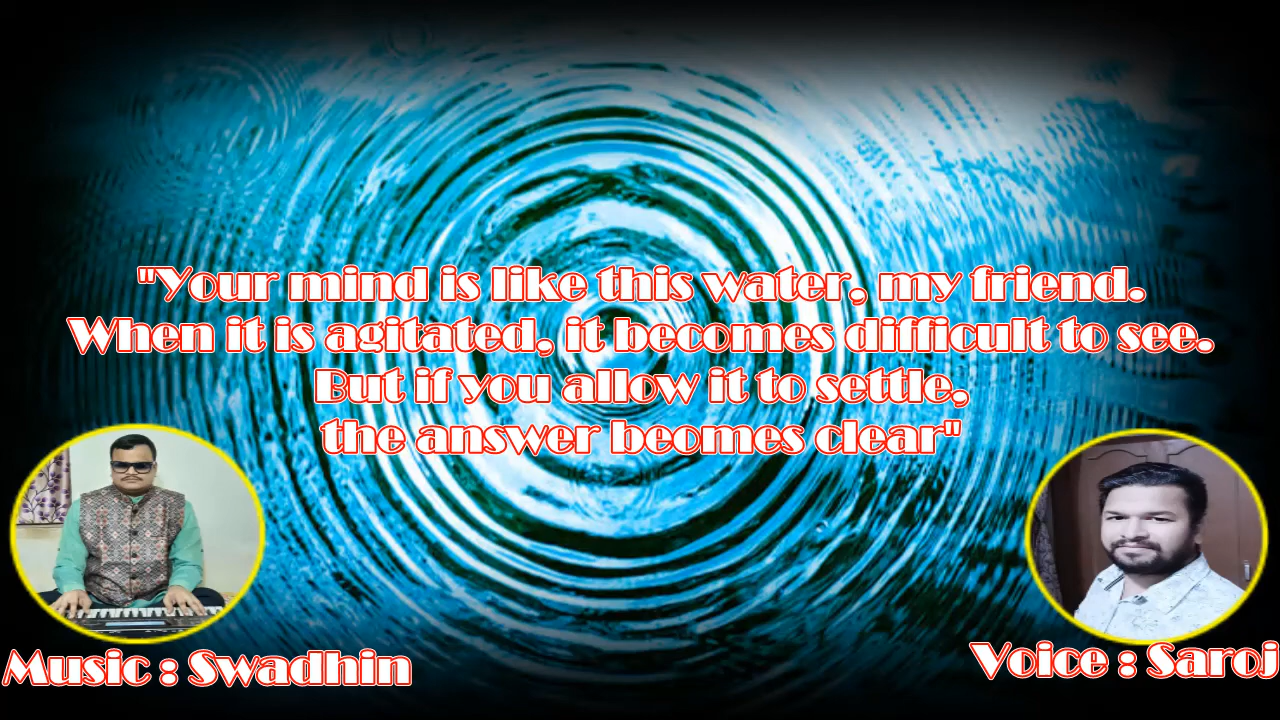 "Your mind is like this water, my friend.
When it is agitated, it becomes difficult to see.
But if you allow it to settle,
the answer beomes clear"
Music : Swadhin
Voice : Saroj